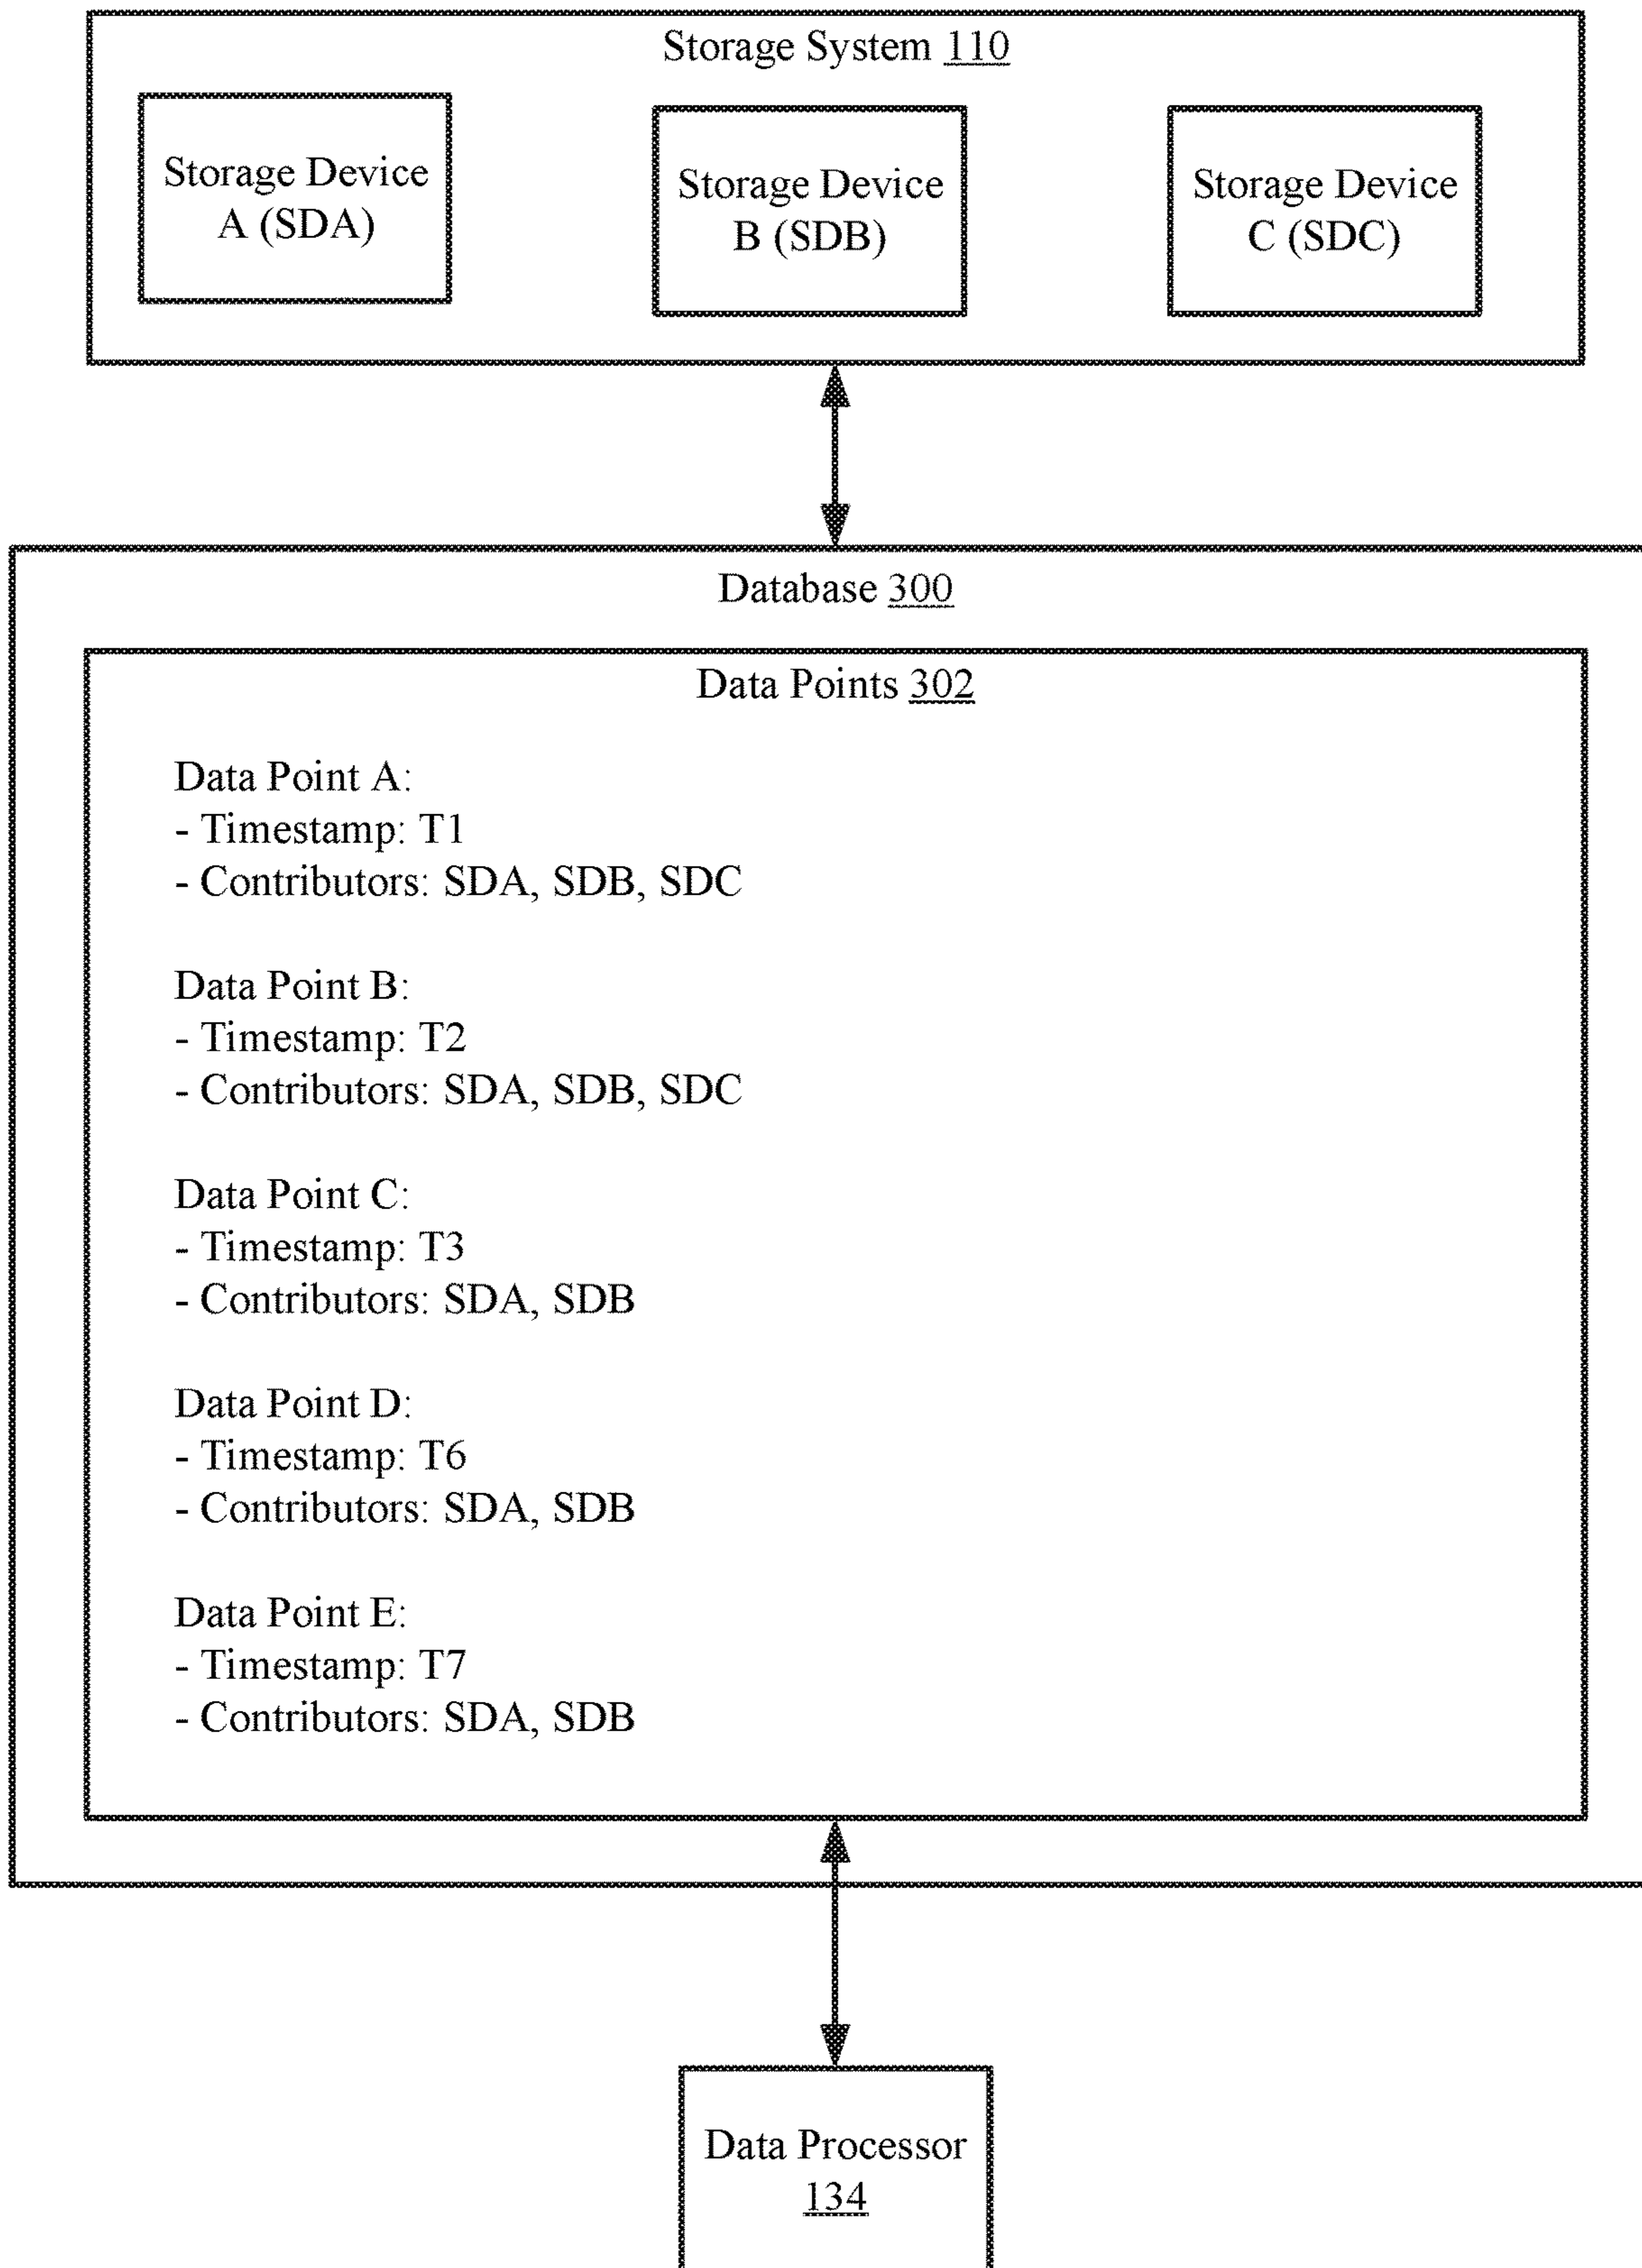 Storage System 110
Storage Device
A (SDA)
Storage Device
B (SDB)
Storage Device
C (SDC)
Database 300
Data Points 302
Data Point A:
- Timestamp: T1
- Contributors: SDA, SDB, SDC
Data Point B:
- Timestamp: T2
- Contributors: SDA, SDB, SDC
Data Point C:
- Timestamp: T3
- Contributors: SDA, SDB
Data Point D:
- Timestamp: T6
- Contributors: SDA, SDB
Data Point E:
- Timestamp: T7
- Contributors: SDA, SDB
Data Processor
134